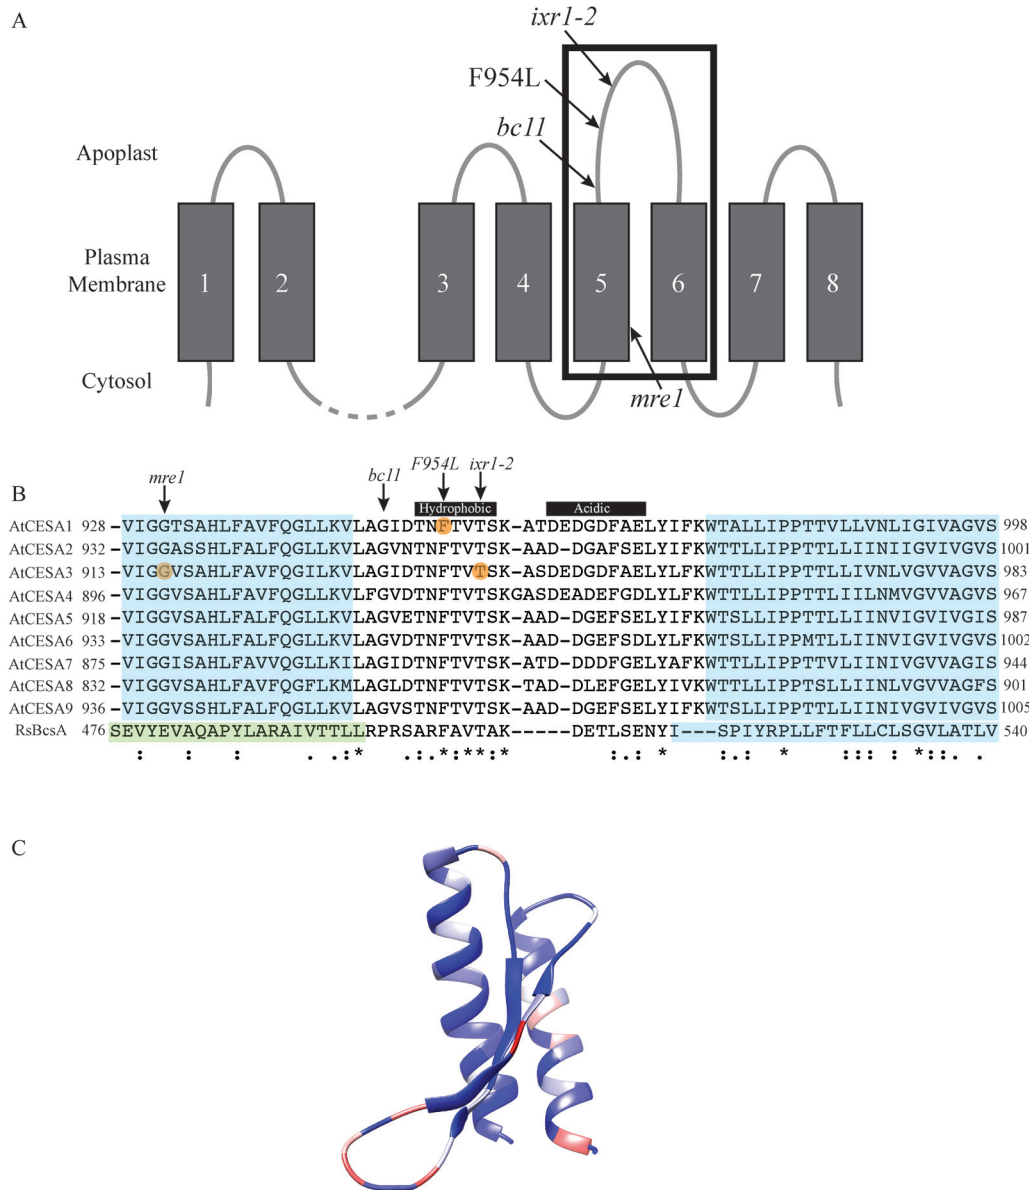 A
ixr1-2
F954L
bc11
Apoplast
Plasma
Membrane
1 2 3 4 5 6 7 8
Cytosol
mre1
B
mre1 bc11 F954L ixr1-2
Hydrophobic Acidic
AtCESA1 928 -VIGGTSAHLFAVFQGLLKVLAGIDTNFTVTSK-ATDEDGDFAELYIFKWTALLIPPTTVLLVNLIGIVAGVS 998
AtCESA2 932 -VIGGASSHLFALFQGLLKVLAGVNTNFTVTSK-AAD-DGAFSELYIFKWTTLLIPPTTLLIINIIGVIVGVS 1001
AtCESA3 913 -VIGGVSAHLFAVFQGLLKVLAGIDTNFTVTSK-ASDEDGDFAELYLFKWTTLLIPPTTLLIVNLVGVVAGVS 983
AtCESA4 896 -VIGGVSAHLFAVFQGLLKVLFGVDTNFTVTSKGASDEADEFGDLYLFKWTTLLIPPTTLIILNMVGVVAGVS 967
AtCESA5 918 -VIGGVSAHLFALFQGLLKVLAGVETNFTVTSK-AAD-DGEFSELYIFKWTSLLIPPTTLLIINVIGVIVGIS 987
AtCESA6 933 -VIGGVSAHLFALFQGLLKVLAGVDTNFTVTSK-AAD-DGEFSDLYLFKWTSLLIPPMTLLIINVIGVIVGVS 1002
AtCESA7 875 -VIGGISAHLFAVVQGLLKILAGIDTNFTVTSK-ATD-DDDFGELYAFKWTTLLIPPTTVLIINIVGVVAGIS 944
AtCESA8 832 -VIGGVSAHLFAVFQGFLKMLAGLDTNFTVTSK-TAD-DLEFGELYIVKWTTLLIPPTSLLIINLVGVVAGFS 901
AtCESA9 936 -VIGGVSAHLFALFQGLLKVLAGVSTNFTVTSK-AAD-DGEFSELYIFKWTSLLIPPTTLLIINIVGVIVGVS 1005
RsBcsA 476 SEVYEVAQAPYLARAIVTTLLRPRSARFAVTAK-----DETLSENYI---SPIYRPLLFTFLLCLSGVLATLV 540
: : : . .:* .:. *:**:* :.: * :.: * ::: : *:. .
C